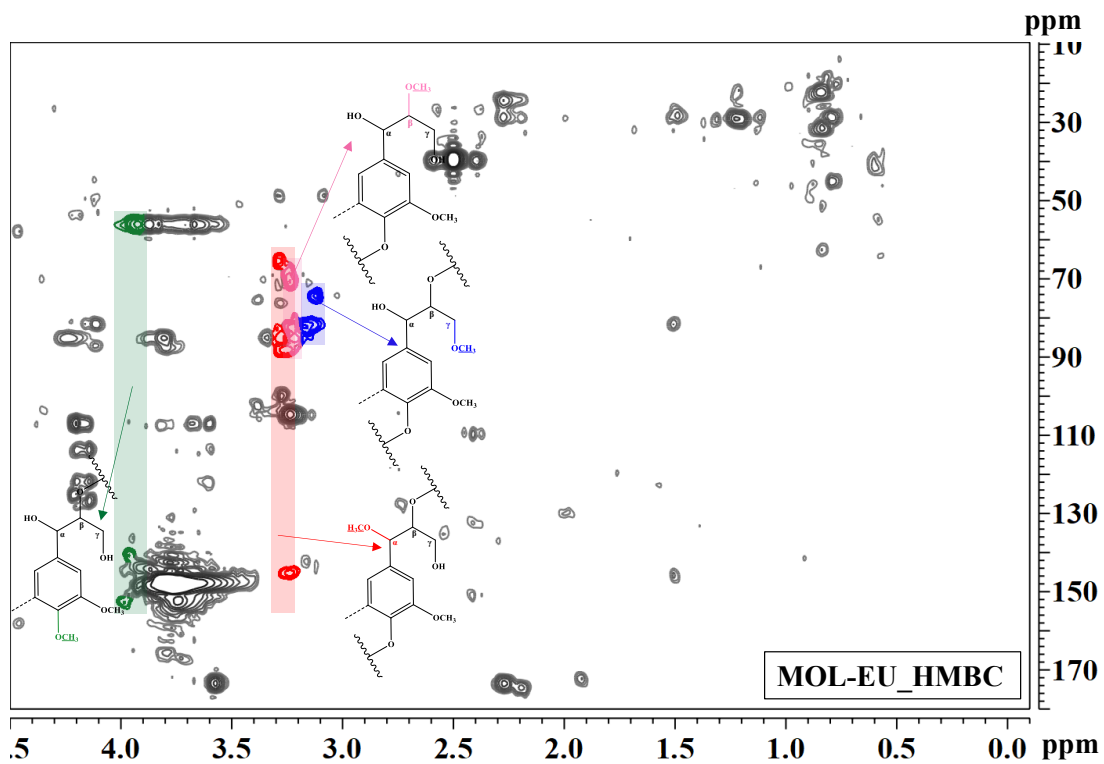 ppm
10
30
50
70
90
110
130
150
170
OCH₃
HO
β
α
γ
OH
OCH₃
O
O
HO
β
α
γ
OCH₃
OCH₃
O
O
H₃CO
β
α
γ
OH
OCH₃
O
O
HO
β
α
γ
OH
OCH₃
OCH₃
MOL-EU_HMBC
.5 4.0 3.5 3.0 2.5 2.0 1.5 1.0 0.5 0.0 ppm